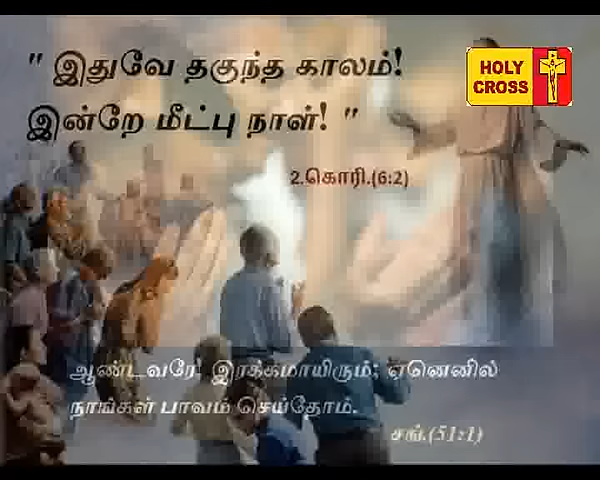 " இதுவே தகுந்த காலம்!
இன்றே மீட்பு நாள்! "
2.கொரி.(6:2)
HOLY
CROSS
ஆண்டவரே! இரக்கமாயிரும்; ஏனெனில்
நாங்கள் பாவம் செய்தோம்.
சங்.(51:1)